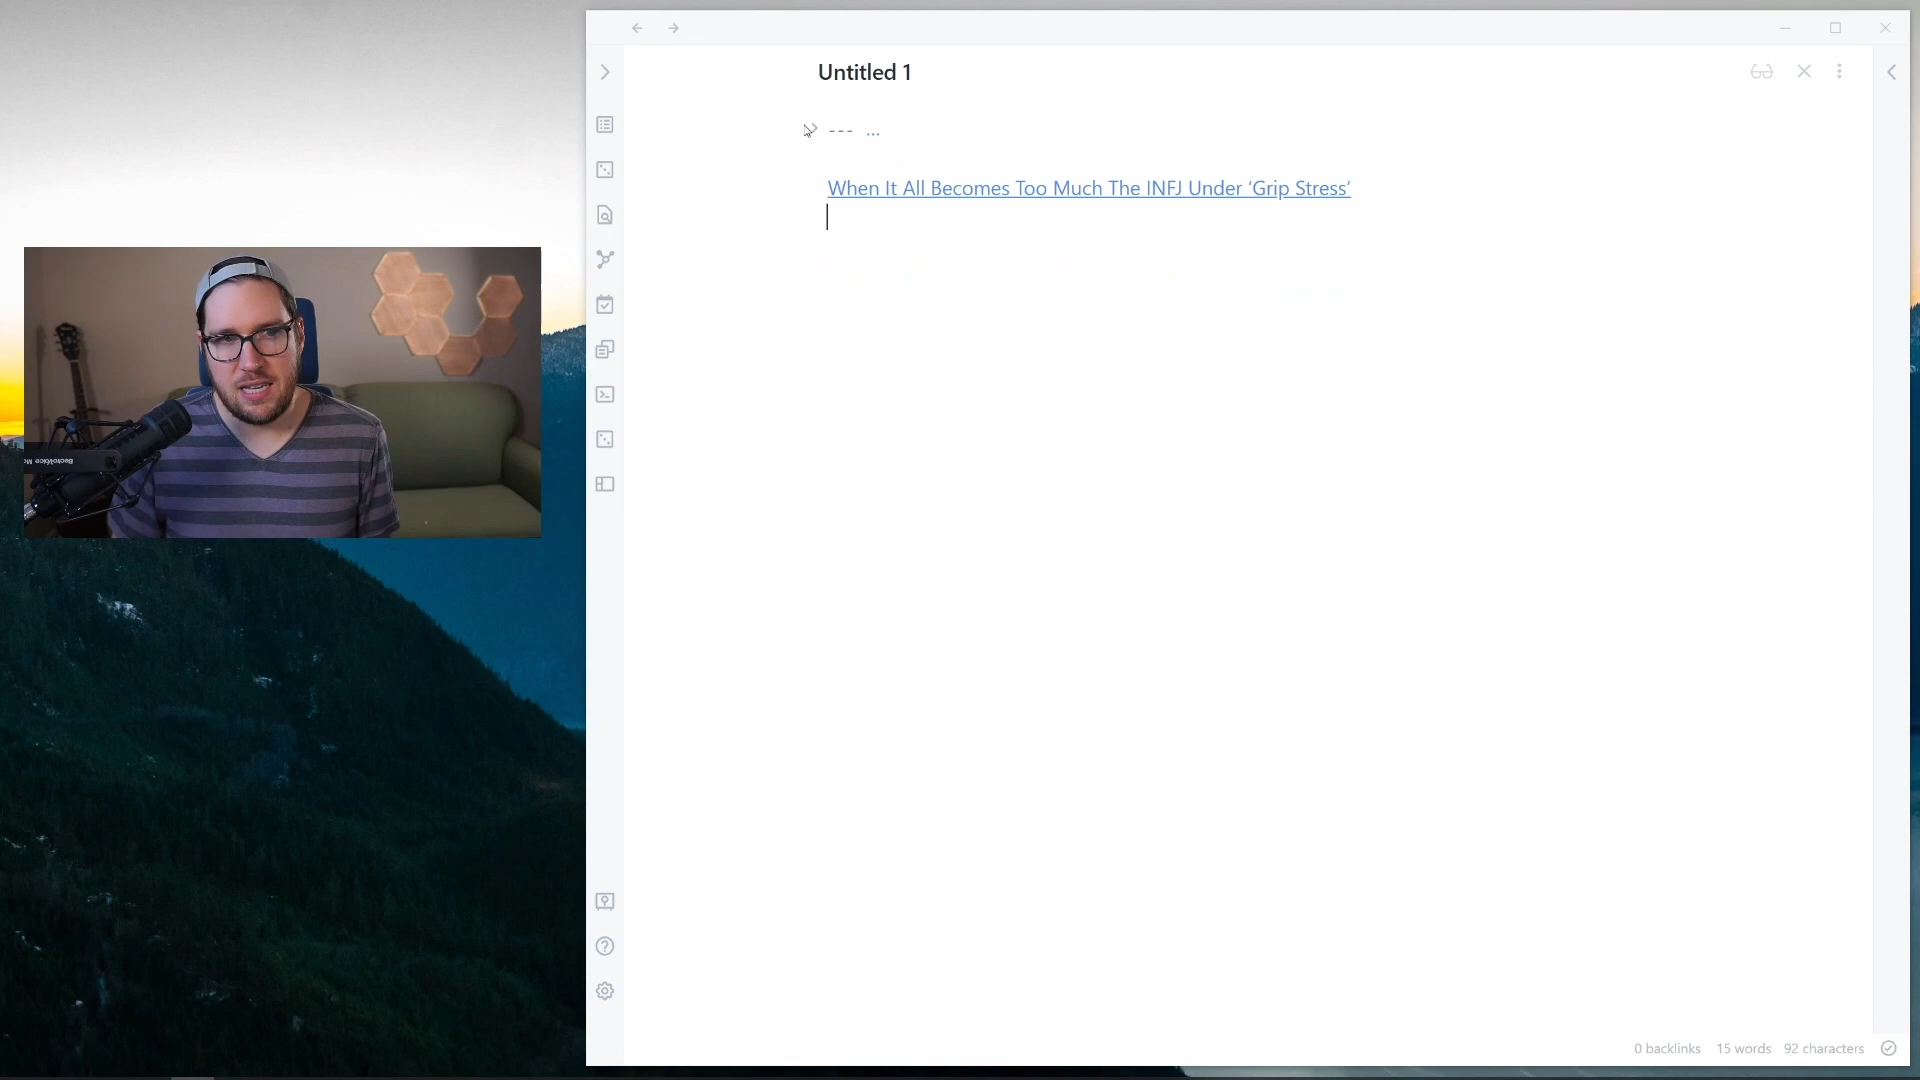 Untitled 1
--- ...
When It All Becomes Too Much The INFJ Under ‘Grip Stress’
0 backlinks 15 words 92 characters